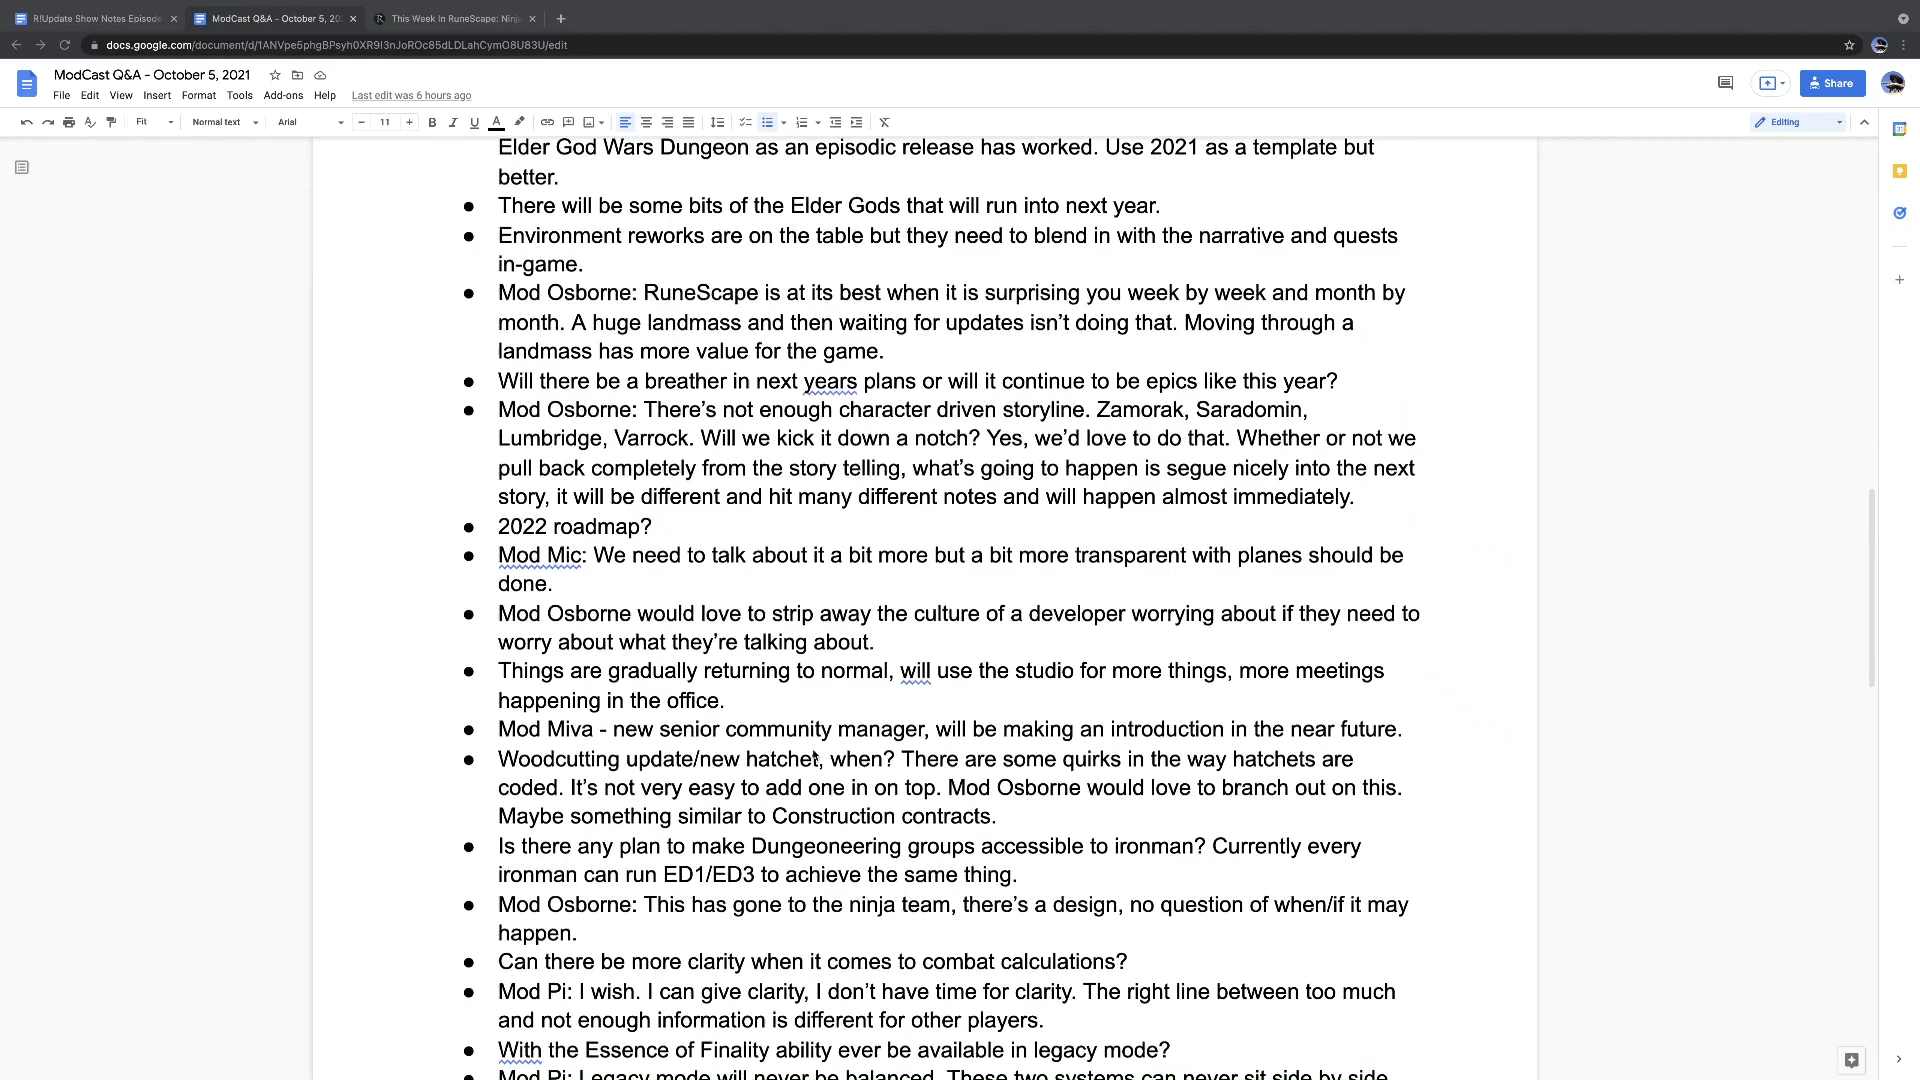 R!Update Show Notes Episode
ModCast Q&A - October 5, 20
This Week In RuneScape: Ninja
docs.google.com/document/d/1ANVpe5phgBPsyh0XR9I3nJoROc85dLDLahCymO8U83U/edit
ModCast Q&A - October 5, 2021
File Edit View Insert Format Tools Add-ons Help Last edit was 6 hours ago
Share
Fit Normal text Arial 11 Editing
Elder God Wars Dungeon as an episodic release has worked. Use 2021 as a template but
better.
● There will be some bits of the Elder Gods that will run into next year.
● Environment reworks are on the table but they need to blend in with the narrative and quests
in-game.
● Mod Osborne: RuneScape is at its best when it is surprising you week by week and month by
month. A huge landmass and then waiting for updates isn't doing that. Moving through a
landmass has more value for the game.
● Will there be a breather in next years plans or will it continue to be epics like this year?
● Mod Osborne: There's not enough character driven storyline. Zamorak, Saradomin,
Lumbridge, Varrock. Will we kick it down a notch? Yes, we'd love to do that. Whether or not we
pull back completely from the story telling, what's going to happen is segue nicely into the next
story, it will be different and hit many different notes and will happen almost immediately.
● 2022 roadmap?
● Mod Mic: We need to talk about it a bit more but a bit more transparent with planes should be
done.
● Mod Osborne would love to strip away the culture of a developer worrying about if they need to
worry about what they're talking about.
● Things are gradually returning to normal, will use the studio for more things, more meetings
happening in the office.
● Mod Miva - new senior community manager, will be making an introduction in the near future.
● Woodcutting update/new hatchet, when? There are some quirks in the way hatchets are
coded. It's not very easy to add one in on top. Mod Osborne would love to branch out on this.
Maybe something similar to Construction contracts.
● Is there any plan to make Dungeoneering groups accessible to ironman? Currently every
ironman can run ED1/ED3 to achieve the same thing.
● Mod Osborne: This has gone to the ninja team, there's a design, no question of when/if it may
happen.
● Can there be more clarity when it comes to combat calculations?
● Mod Pi: I wish. I can give clarity, I don't have time for clarity. The right line between too much
and not enough information is different for other players.
● With the Essence of Finality ability ever be available in legacy mode?
● Mod Pi: Legacy mode will never be balanced. These two systems can never sit side by side